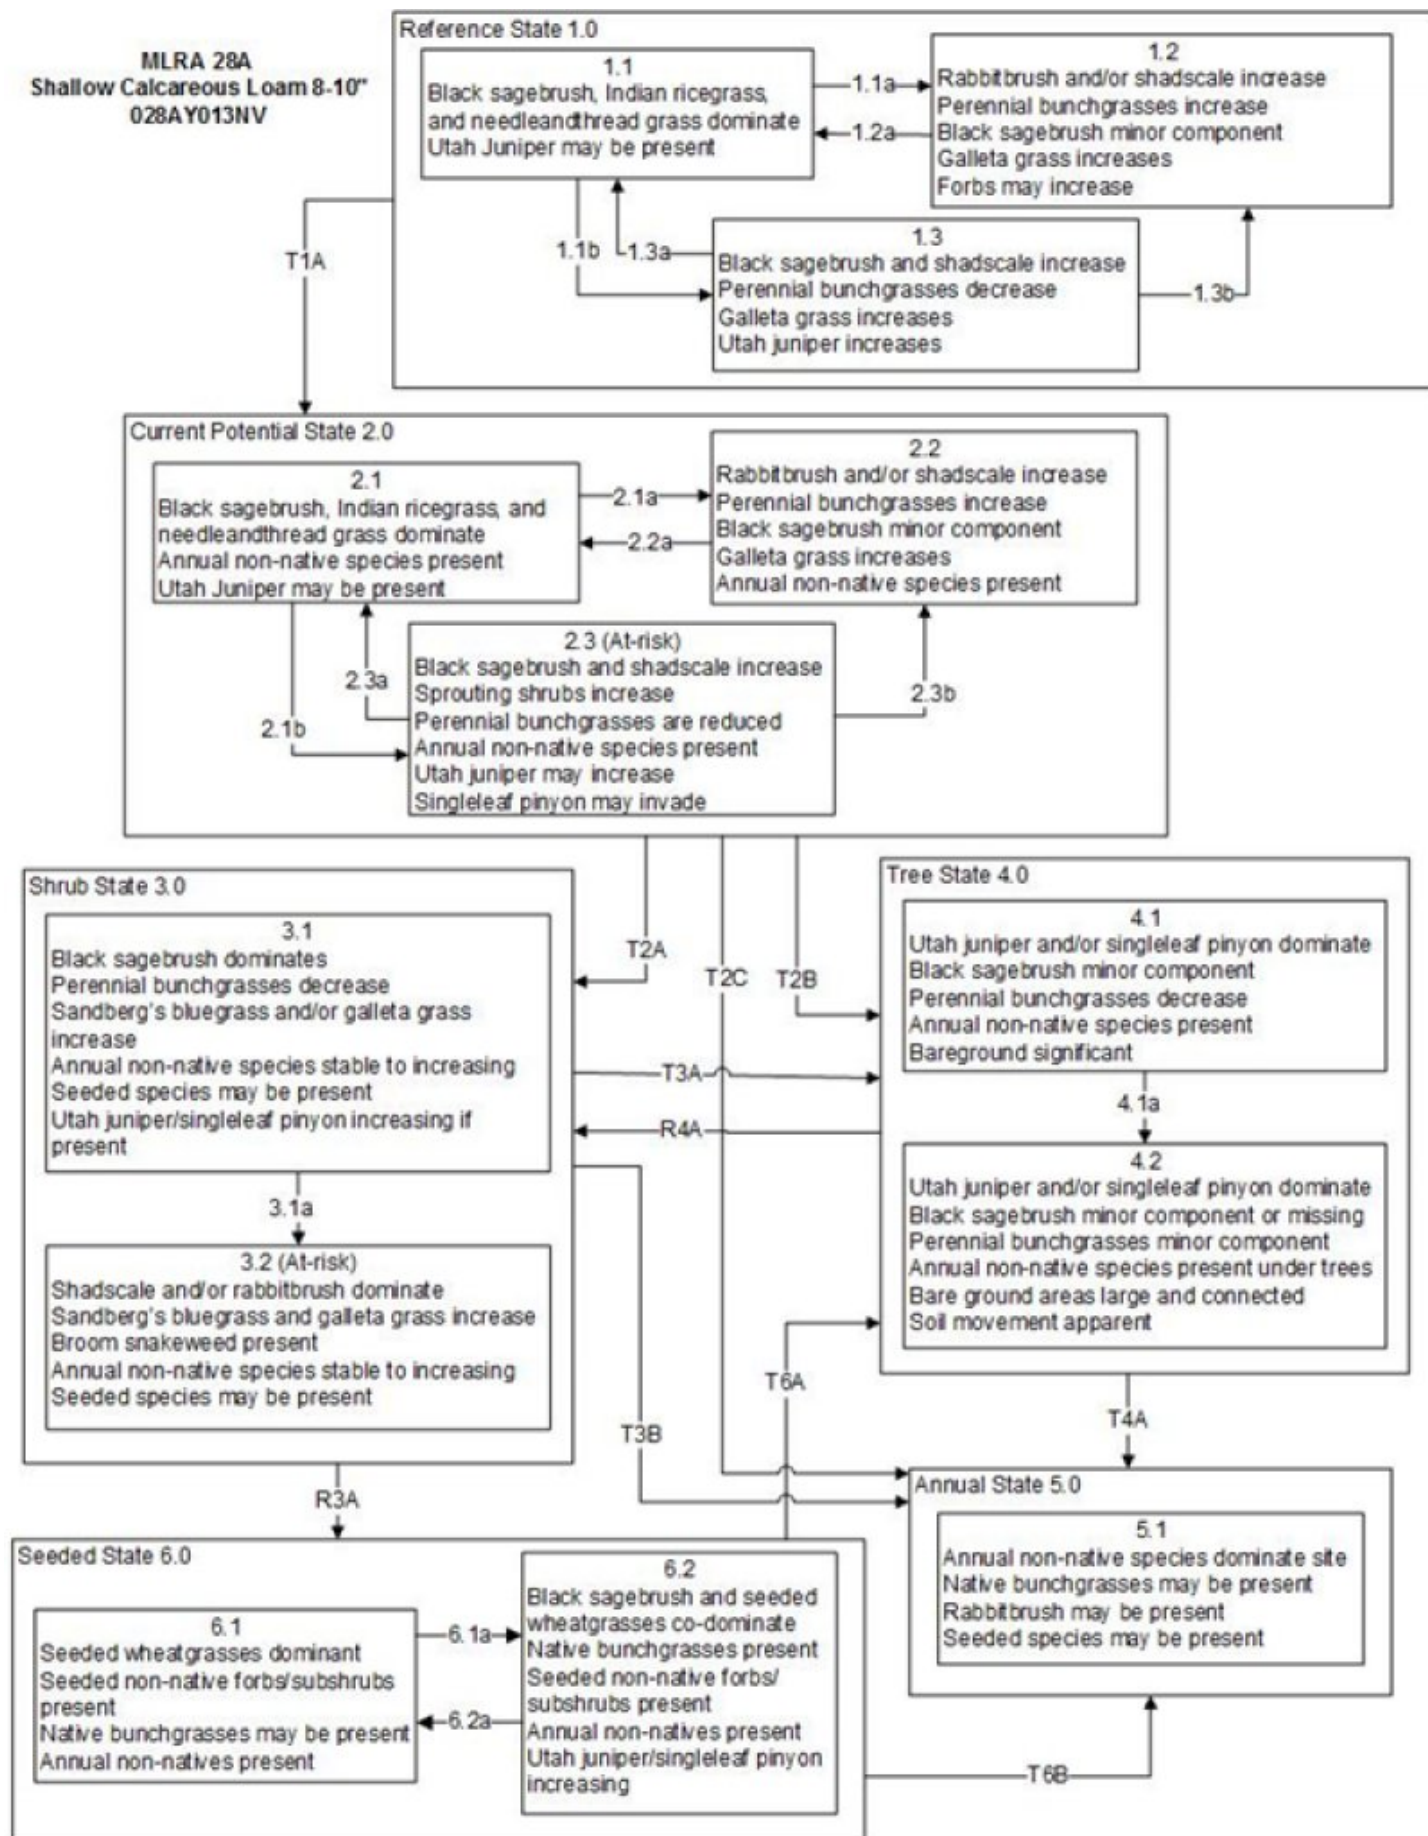 MLRA 28A
Shallow Calcareous Loam 8-10"
028AY013NV
Reference State 1.0
1.1
Black sagebrush, Indian ricegrass,
and needleandthread grass dominate
Utah Juniper may be present
1.1a
1.2a
1.2
Rabbitbrush and/or shadscale increase
Perennial bunchgrasses increase
Black sagebrush minor component
Galleta grass increases
Forbs may increase
1.1b
1.3a
1.3
Black sagebrush and shadscale increase
Perennial bunchgrasses decrease
Galleta grass increases
Utah juniper increases
1.3b
T1A
Current Potential State 2.0
2.1
Black sagebrush, Indian ricegrass, and
needleandthread grass dominate
Annual non-native species present
Utah Juniper may be present
2.1a
2.2a
2.2
Rabbitbrush and/or shadscale increase
Perennial bunchgrasses increase
Black sagebrush minor component
Galleta grass increases
Annual non-native species present
2.1b
2.3a
2.3 (At-risk)
Black sagebrush and shadscale increase
Sprouting shrubs increase
Perennial bunchgrasses are reduced
Annual non-native species present
Utah juniper may increase
Singleleaf pinyon may invade
2.3b
T2A
T2C
T2B
Shrub State 3.0
3.1
Black sagebrush dominates
Perennial bunchgrasses decrease
Sandberg's bluegrass and/or galleta grass
increase
Annual non-native species stable to increasing
Seeded species may be present
Utah juniper/singleleaf pinyon increasing if
present
3.1a
3.2 (At-risk)
Shadscale and/or rabbitbrush dominate
Sandberg's bluegrass and galleta grass increase
Broom snakeweed present
Annual non-native species stable to increasing
Seeded species may be present
T3A
R4A
Tree State 4.0
4.1
Utah juniper and/or singleleaf pinyon dominate
Black sagebrush minor component
Perennial bunchgrasses decrease
Annual non-native species present
Bareground significant
4.1a
4.2
Utah juniper and/or singleleaf pinyon dominate
Black sagebrush minor component or missing
Perennial bunchgrasses minor component
Annual non-native species present under trees
Bare ground areas large and connected
Soil movement apparent
T6A
T3B
T4A
R3A
Annual State 5.0
5.1
Annual non-native species dominate site
Native bunchgrasses may be present
Rabbitbrush may be present
Seeded species may be present
Seeded State 6.0
6.1
Seeded wheatgrasses dominant
Seeded non-native forbs/subshrubs
present
Native bunchgrasses may be present
Annual non-natives present
6.1a
6.2a
6.2
Black sagebrush and seeded
wheatgrasses co-dominate
Native bunchgrasses present
Seeded non-native forbs/
subshrubs present
Annual non-natives present
Utah juniper/singleleaf pinyon
increasing
T6B